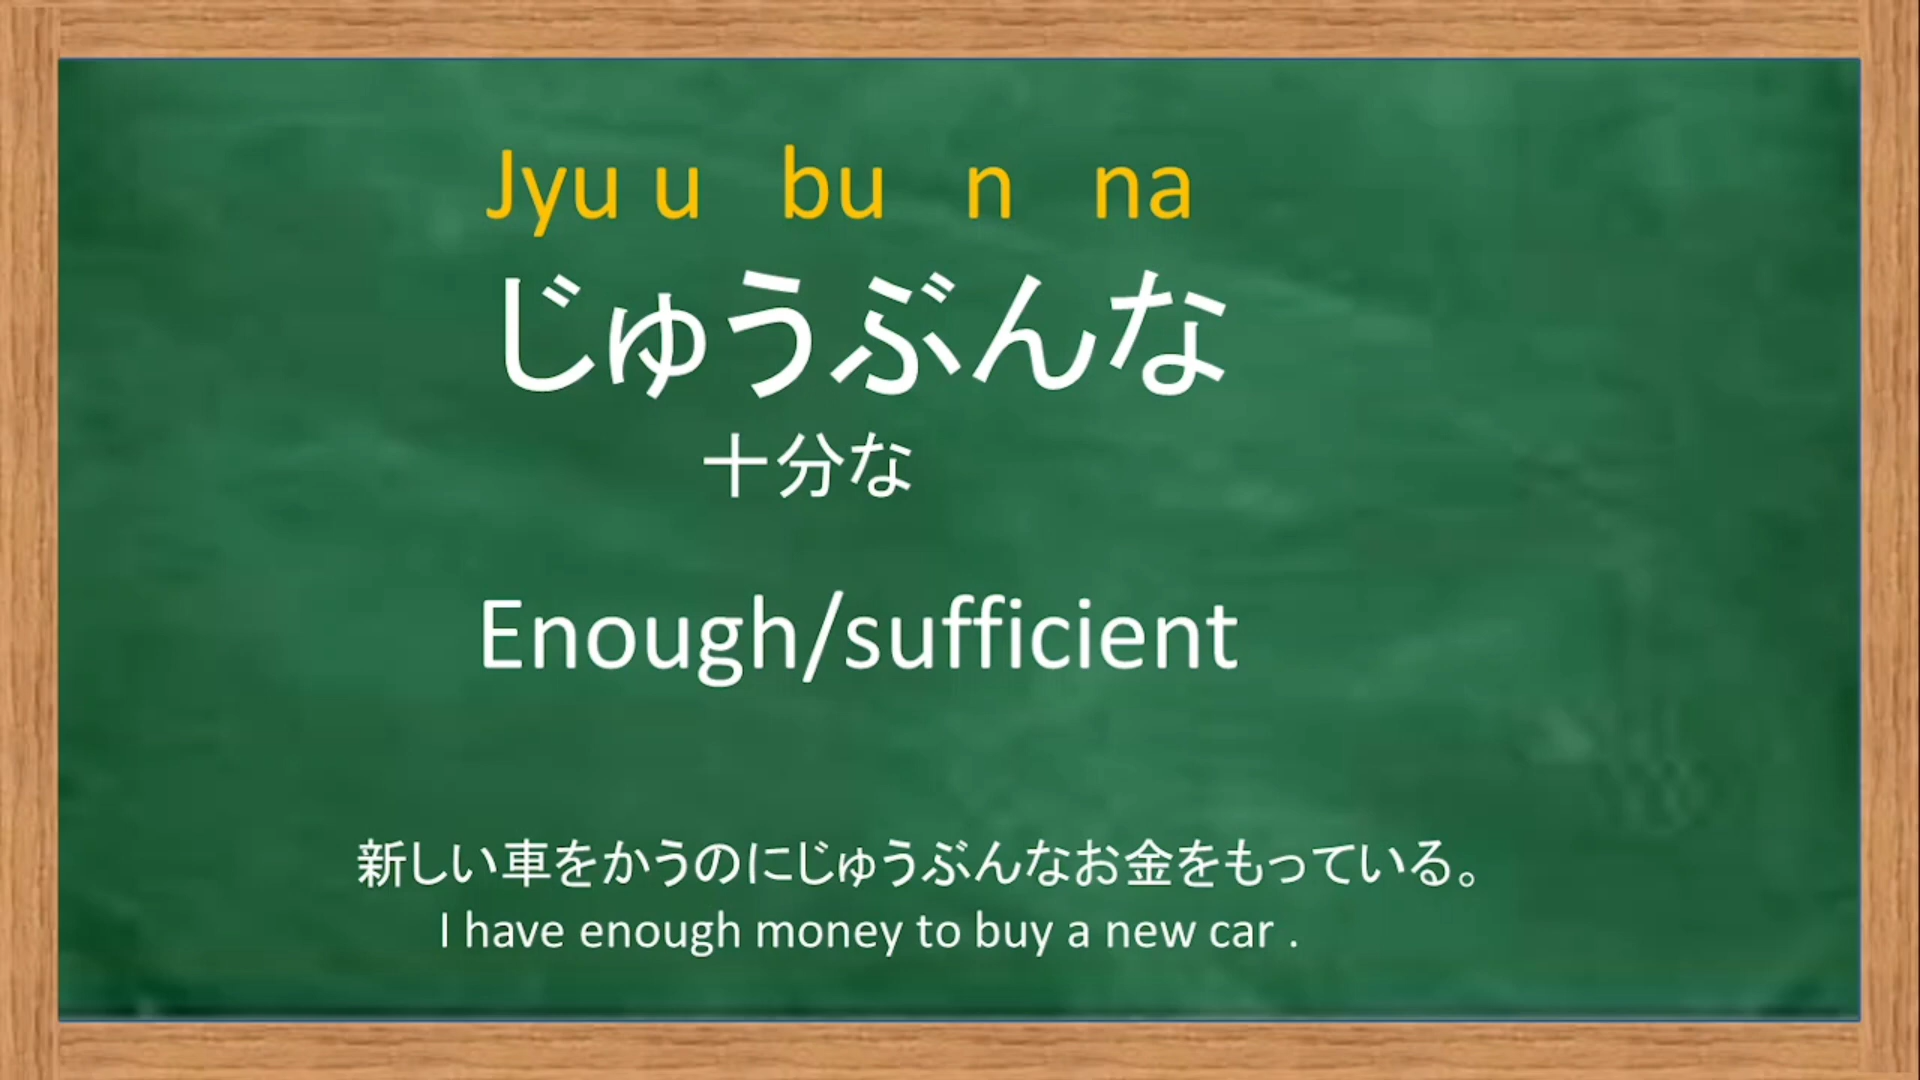 Jyu u bu n na
じゅうぶんな
十分な
Enough/sufficient
新しい車をかうのにじゅうぶんなお金をもっている。
I have enough money to buy a new car .